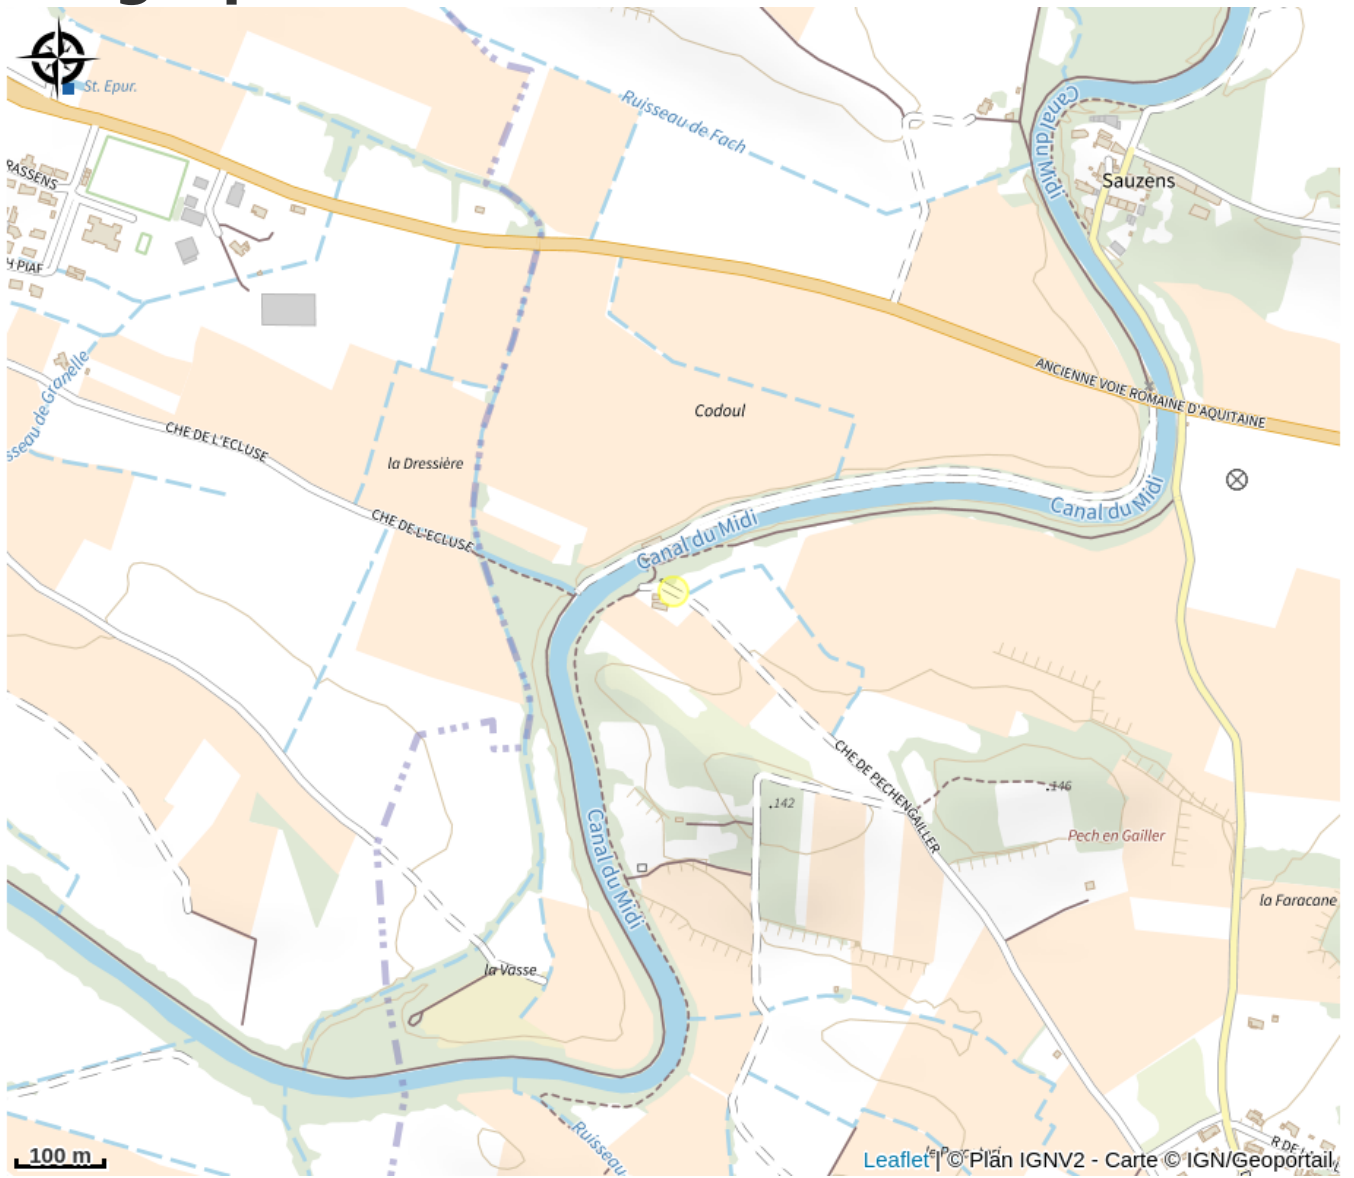 St. Epur.
Ruisseau de Fach
Canal du Midi
Sauzens
RASSENS
H PIAF
ANCIENNE VOIE ROMAINE D'AQUITAINE
sseau de Granelle
Codoul
CHE DE L'ECLUSE
la Dressière
CHE DE L'ECLUSE
Canal du Midi
Canal du Midi
CHE DE PECHENGAILLER
142
146
Pech en Gailler
Canal du Midi
la Faracane
la Vasse
Ruisseau
R DE L
100 m
Leaflet | © Plan IGNV2 - Carte © IGN/Geoportail